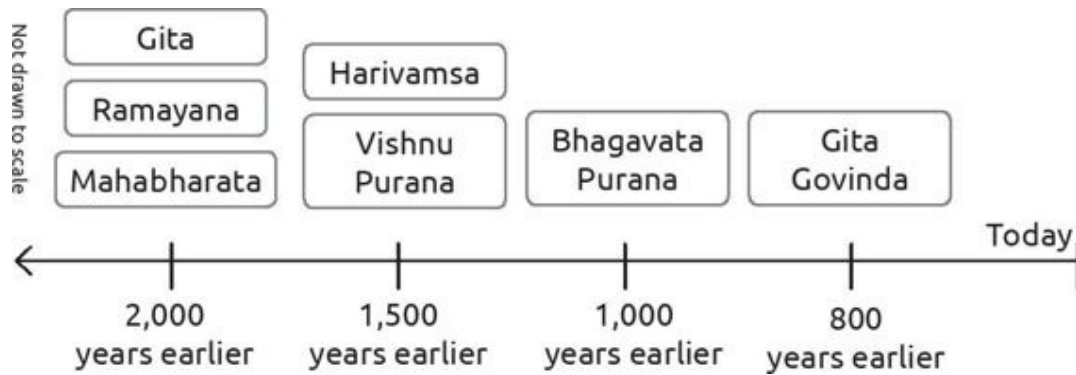 Not drawn to scale
Gita
Ramayana
Mahabharata
Harivamsa
Vishnu
Purana
Bhagavata
Purana
Gita
Govinda
Today
2,000
years earlier
1,500
years earlier
1,000
years earlier
800
years earlier